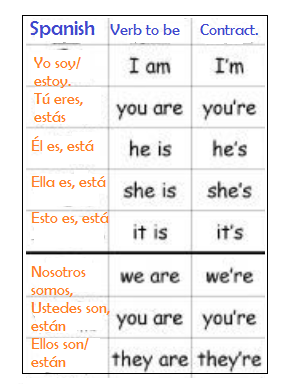 Spanish Verb to be Contract.
Yo soy/
estoy. I am I'm
Tú eres,
estás you are you're
Él es, está he is he's
Ella es, está she is she's
Esto es, está
. it is it's
Nosotros
somos, we are we're
Ustedes son,
están you are you're
Ellos son/
están they are they're